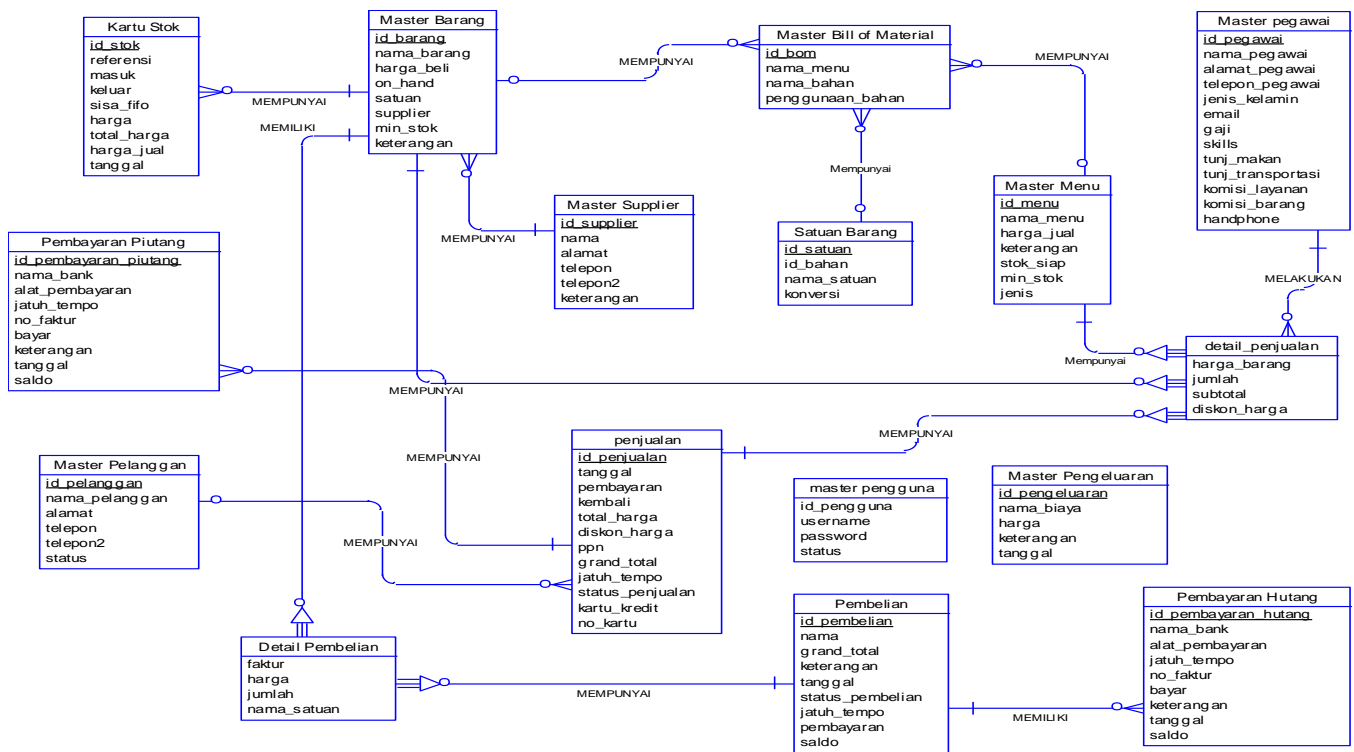 Kartu Stok
id_stok
referensi
masuk
keluar
sisa_fifo
harga
total_harga
harga_jual
tanggal
MEMPUNYAI
MEMILIKI
Master Barang
id_barang
nama_barang
harga_beli
on_hand
satuan
supplier
min_stok
keterangan
MEMPUNYAI
Master Bill of Material
id_bom
nama_menu
nama_bahan
penggunaan_bahan
MEMPUNYAI
Master pegawai
id_pegawai
nama_pegawai
alamat_pegawai
telepon_pegawai
jenis_kelamin
email
gaji
skills
tunj_makan
tunj_transportasi
komisi_layanan
komisi_barang
handphone
MELAKUKAN
Mempunyai
Master Menu
id_menu
nama_menu
harga_jual
keterangan
stok_siap
min_stok
jenis
Mempunyai
Master Supplier
id_supplier
nama
alamat
telepon
telepon2
keterangan
MEMPUNYAI
Satuan Barang
id_satuan
id_bahan
nama_satuan
konversi
Pembayaran Piutang
id_pembayaran_piutang
nama_bank
alat_pembayaran
jatuh_tempo
no_faktur
bayar
keterangan
tanggal
saldo
detail_penjualan
harga_barang
jumlah
subtotal
diskon_harga
MEMPUNYAI
MEMPUNYAI
MEMPUNYAI
penjualan
id_penjualan
tanggal
pembayaran
kembali
total_harga
diskon_harga
ppn
grand_total
jatuh_tempo
status_penjualan
kartu_kredit
no_kartu
Master Pelanggan
id_pelanggan
nama_pelanggan
alamat
telepon
telepon2
status
MEMPUNYAI
master pengguna
id_pengguna
username
password
status
Master Pengeluaran
id_pengeluaran
nama_biaya
harga
keterangan
tanggal
Detail Pembelian
faktur
harga
jumlah
nama_satuan
MEMPUNYAI
Pembelian
id_pembelian
nama
grand_total
keterangan
tanggal
status_pembelian
jatuh_tempo
pembayaran
saldo
MEMILIKI
Pembayaran Hutang
id_pembayaran_hutang
nama_bank
alat_pembayaran
jatuh_tempo
no_faktur
bayar
keterangan
tanggal
saldo